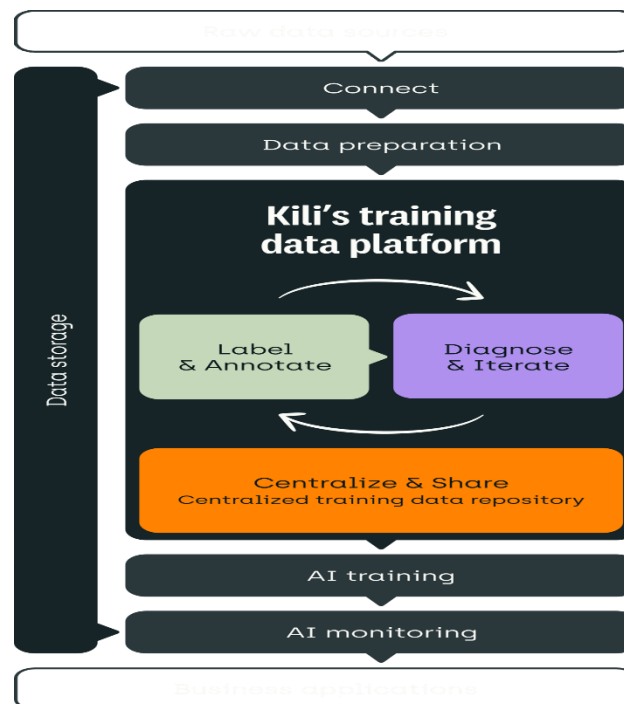 Raw data sources
Connect
Data preparation
Kili's training
data platform
Data storage
Label
& Annotate
Diagnose
& Iterate
Centralize & Share
Centralized training data repository
AI training
AI monitoring
Business applications